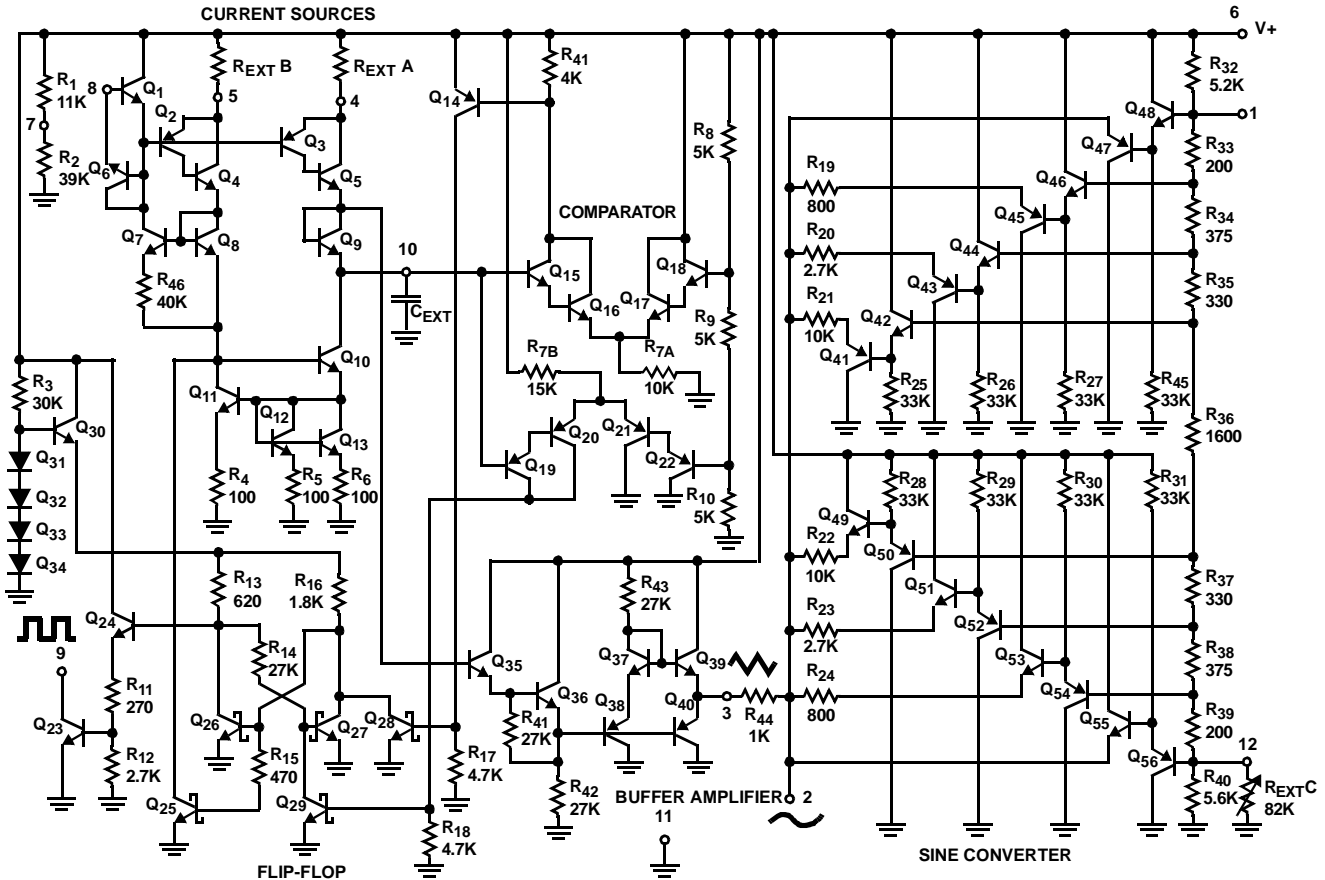 CURRENT SOURCES
6
V+
R1
11K
8
Q1
REXT B
5
REXT A
4
R41
4K
Q14
R32
5.2K
Q48
1
7
Q2
Q3
R8
5K
Q47
R33
200
R2
39K
Q6
Q4
Q5
R19
800
Q46
Q45
R34
375
COMPARATOR
Q7
Q8
Q9
10
R20
2.7K
Q44
Q43
R35
330
R46
40K
CEXT
Q15
Q16
Q17
Q18
R9
5K
R21
10K
Q42
Q41
Q10
R7B
15K
R7A
10K
R25
33K
R26
33K
R27
33K
R45
33K
R3
30K
Q30
Q11
Q12
Q13
R36
1600
Q31
Q32
Q33
Q34
R4
100
R5
100
R6
100
Q20
Q21
Q19
Q22
R10
5K
R28
33K
R29
33K
R30
33K
R31
33K
Q49
Q50
R22
10K
R13
620
R16
1.8K
R43
27K
Q51
R37
330
9
Q24
R14
27K
R23
2.7K
Q52
Q35
Q37
Q39
R38
375
R11
270
R24
800
Q53
Q54
Q36
Q38
Q40
3
R44
1K
Q23
Q26
Q27
Q28
R41
27K
Q55
R39
200
12
R12
2.7K
R15
470
R17
4.7K
Q56
R40
5.6K
REXTC
82K
Q25
Q29
R42
27K
BUFFER AMPLIFIER
2
11
R18
4.7K
SINE CONVERTER
FLIP-FLOP